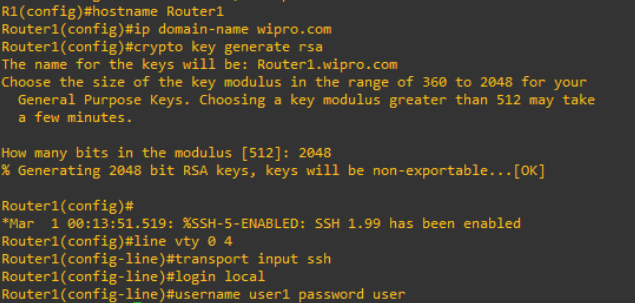 R1(config)#hostname Router1
Router1(config)#ip domain-name wipro.com
Router1(config)#crypto key generate rsa
The name for the keys will be: Router1.wipro.com
Choose the size of the key modulus in the range of 360 to 2048 for your
  General Purpose Keys. Choosing a key modulus greater than 512 may take
  a few minutes.

How many bits in the modulus [512]: 2048
% Generating 2048 bit RSA keys, keys will be non-exportable...[OK]

Router1(config)#
*Mar  1 00:13:51.519: %SSH-5-ENABLED: SSH 1.99 has been enabled
Router1(config)#line vty 0 4
Router1(config-line)#transport input ssh
Router1(config-line)#login local
Router1(config-line)#username user1 password user